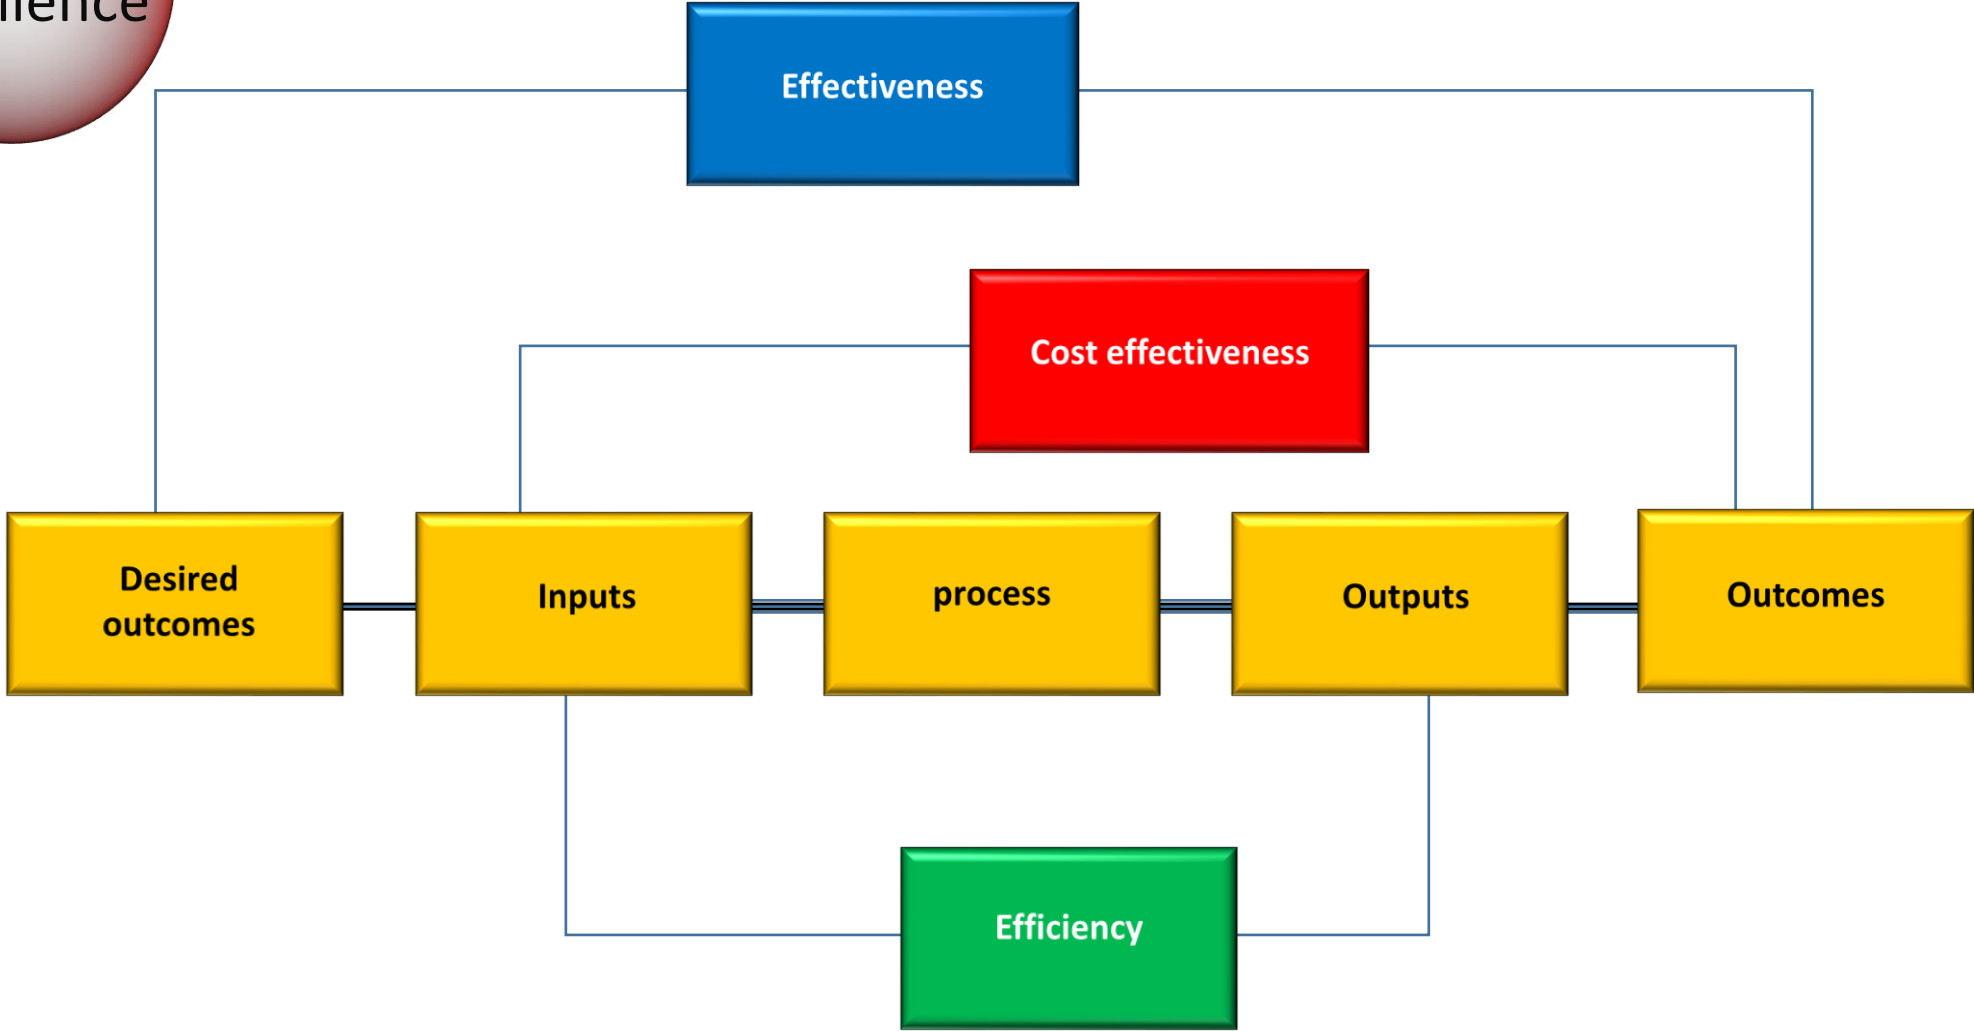 Effectiveness
Cost effectiveness
Desired
outcomes
Inputs
process
Outputs
Outcomes
Efficiency